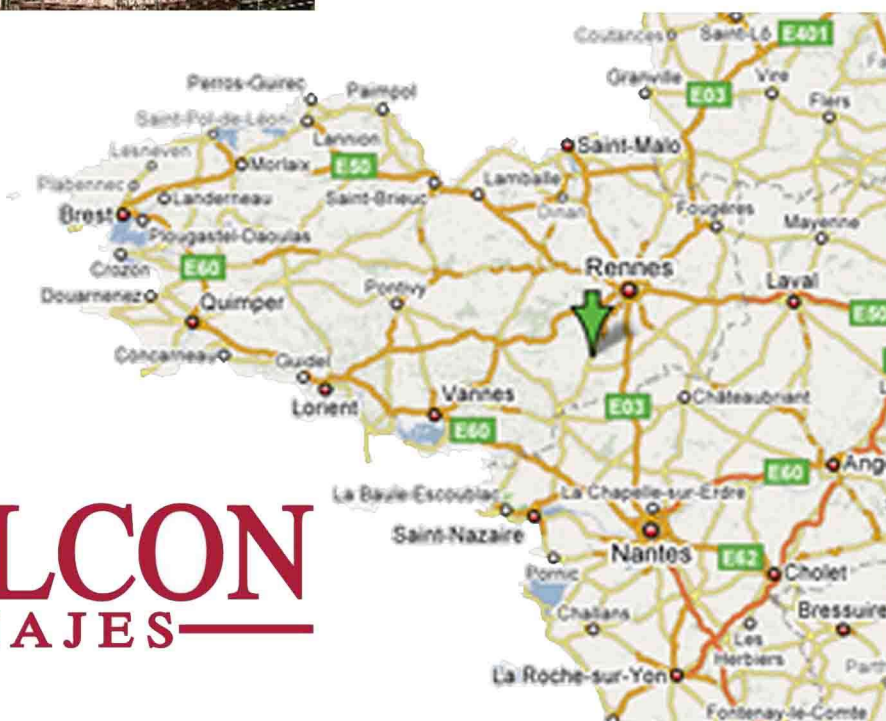 Coutances
Saint-Lô
E401
Granville
E03
Vire
Flers
Perros-Guirec
Paimpol
Saint-Pol-de-Léon
Lannion
Saint-Malo
Lesneven
Morlaix
E50
Lamballe
Plabennec
Landerneau
Saint-Brieuc
Dinan
Fougères
Brest
Plougastel-Daoulas
Mayenne
Crozon
E60
Rennes
Laval
Douarnenez
Quimper
Pontivy
E50
Concarneau
Guidel
Lorient
Vannes
E03
Châteaubriant
E60
E60
Ang
La Baule-Escoublac
La Chapelle-sur-Erdre
Saint-Nazaire
Nantes
E62
Pornic
Cholet
LCON
AJES
Challans
Bressuire
Les
Herbiers
Parth
La Roche-sur-Yon
Fontenay-le-Comte